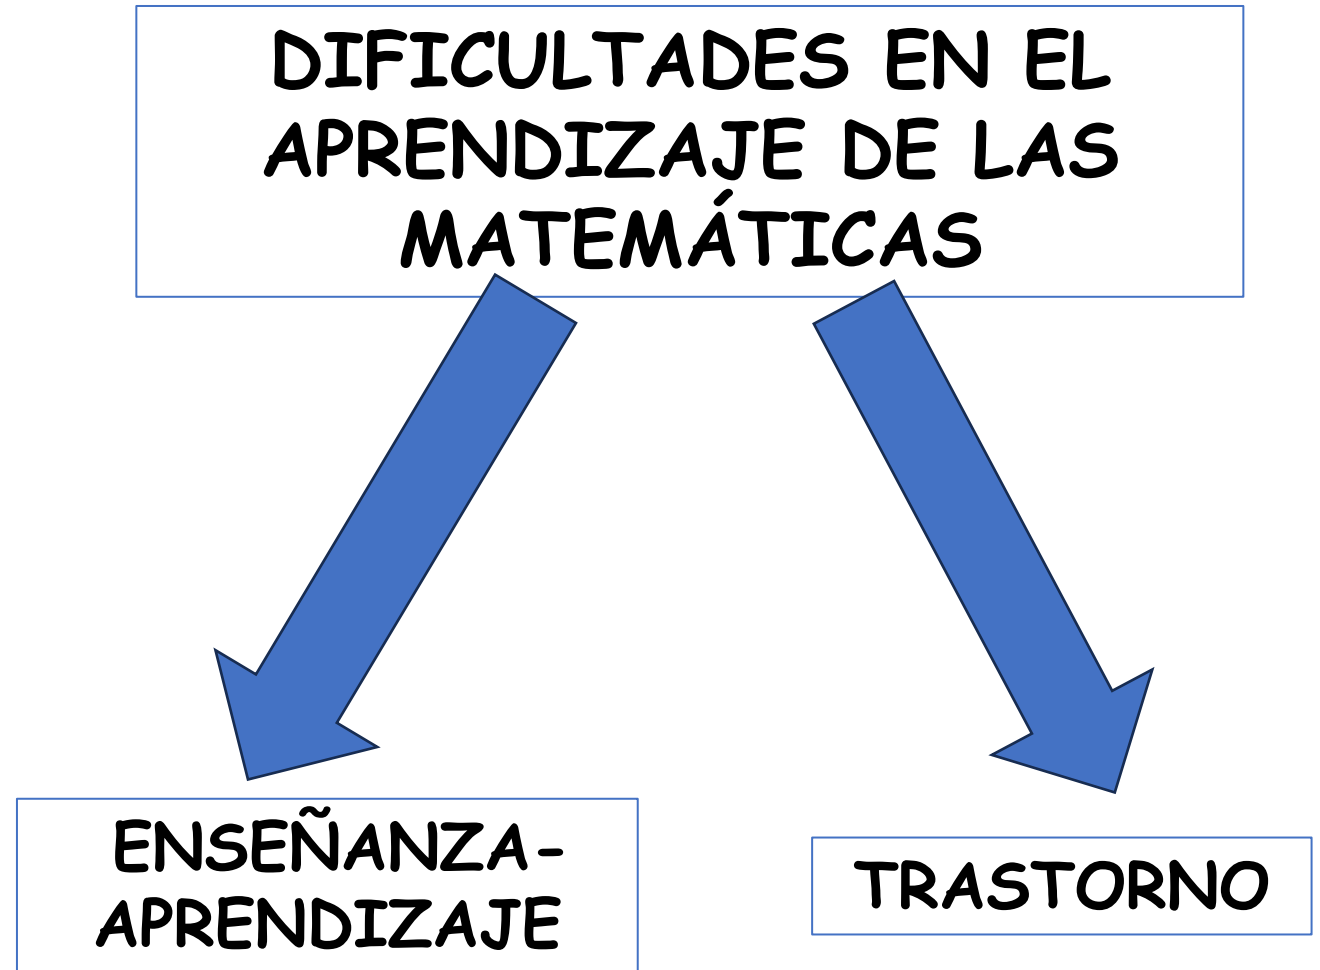 DIFICULTADES EN EL
APRENDIZAJE DE LAS
MATEMÁTICAS
ENSEÑANZA-
APRENDIZAJE
TRASTORNO